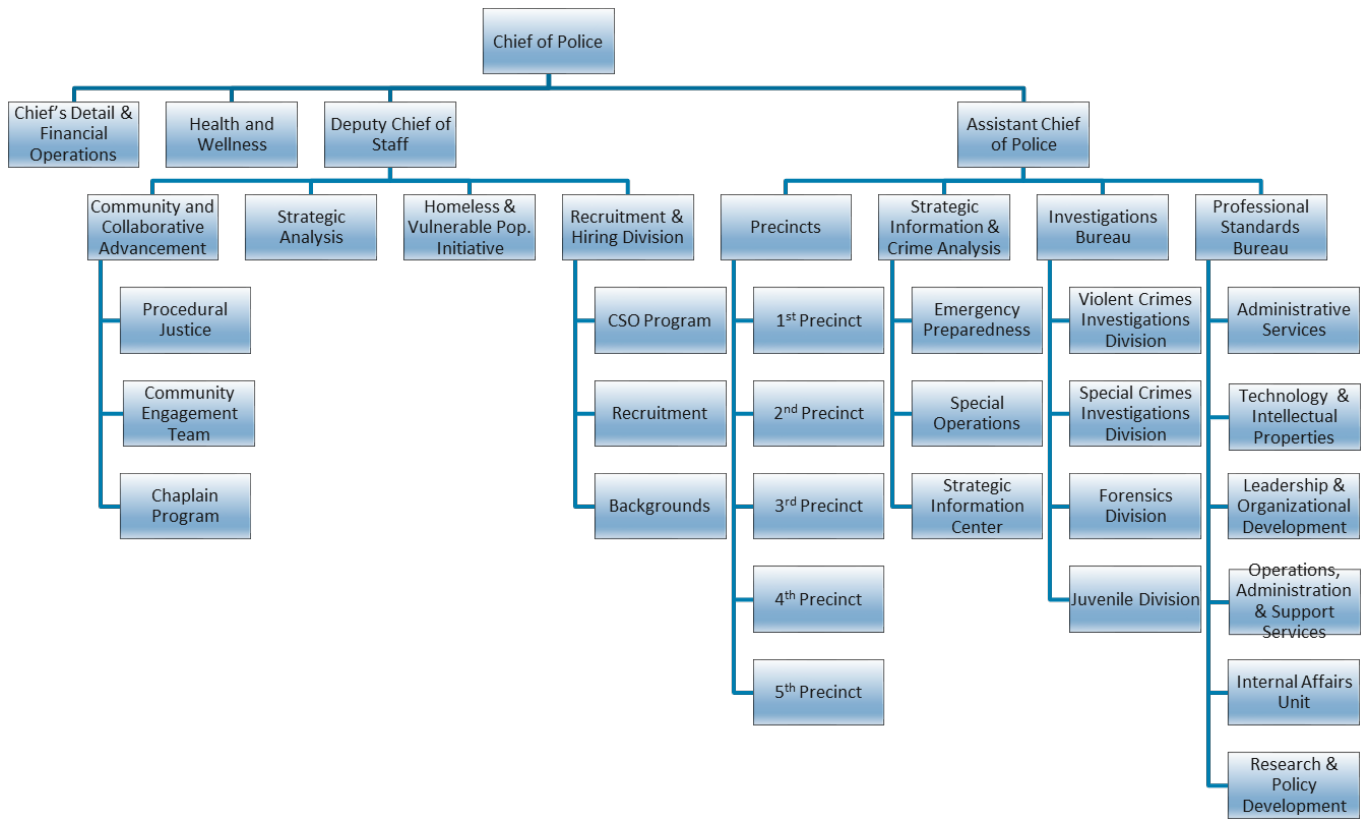 Chief of Police
Chief's Detail &
Financial
Operations
Health and
Wellness
Deputy Chief of
Staff
Assistant Chief
of Police
Community and
Collaborative
Advancement
Strategic
Analysis
Homeless &
Vulnerable Pop.
Initiative
Recruitment &
Hiring Division
Precincts
Strategic
Information &
Crime Analysis
Investigations
Bureau
Professional
Standards
Bureau
Procedural
Justice
Community
Engagement
Team
Chaplain
Program
CSO Program
Recruitment
Backgrounds
1st Precinct
2nd Precinct
3rd Precinct
4th Precinct
5th Precinct
Emergency
Preparedness
Special
Operations
Strategic
Information
Center
Violent Crimes
Investigations
Division
Special Crimes
Investigations
Division
Forensics
Division
Juvenile Division
Administrative
Services
Technology &
Intellectual
Properties
Leadership &
Organizational
Development
Operations,
Administration
& Support
Services
Internal Affairs
Unit
Research &
Policy
Development